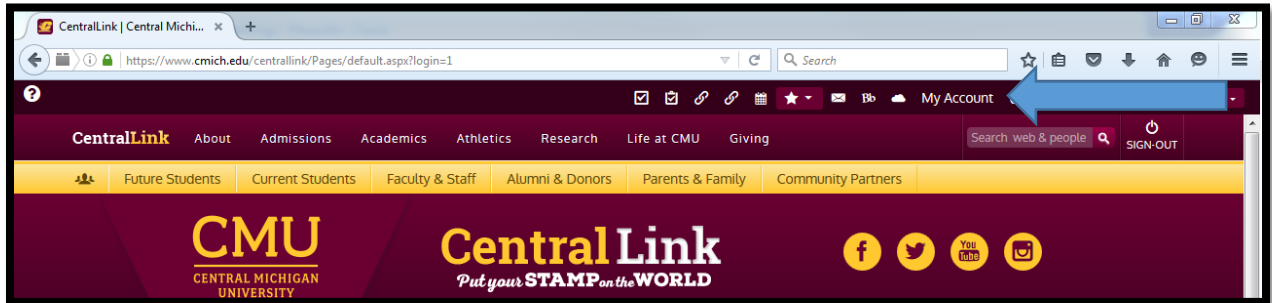 CentralLink | Central Michi...
https://www.cmich.edu/centrallink/Pages/default.aspx?login=1
Search
Bb My Account
CentralLink About Admissions Academics Athletics Research Life at CMU Giving Search web & people SIGN-OUT
Future Students Current Students Faculty & Staff Alumni & Donors Parents & Family Community Partners
CMU
CENTRAL MICHIGAN
UNIVERSITY
Central Link
Put your STAMP on the WORLD
You
Tube